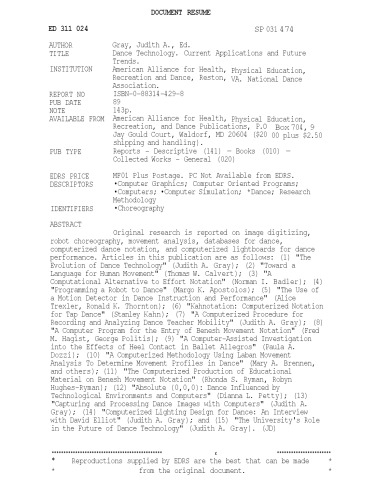 DOCUMENT RESUME
ED 311 024 SP 031 474
AUTHOR Gray, Judith A., Ed.
TITLE Dance Technology. Current Applications and Future
Trends.
INSTITUTION American Alliance for Health, Physical Education,
Recreation and Dance, Reston, VA. National Dance
Association.
REPORT NO ISBN-0-88314-429-8
PUB DATE 89
NOTE 143p.
AVAILABLE FROM American Alliance for Health, Physical Education,
Recreation, and Dance Publications, P.O Box 704, 9
Jay Gould Court, Waldorf, MD 20604 ($20 00 plus $2.50
shipping and handling).
PUB TYPE Reports - Descriptive (141) -- Books (010) --
Collected Works - General (020)
EDRS PRICE MF01 Plus Postage. PC Not Available from EDRS.
DESCRIPTORS *Computer Graphics; Computer Oriented Programs;
*Computers; *Computer Simulation; *Dance; Research
Methodology
IDENTIFIERS *Choreography
ABSTRACT
Original research is reported on image digitizing,
robot choreography, movement analysis, databases for dance,
computerized dance notation, and computerized lightboards for dance
performance. Articles in this publication are as follows: (1) "The
Evolution of Dance Technology" (Judith A. Gray); (2) "Toward a
Language for Human Movement" (Thomas W. Calvert); (3) "A
Computational Alternative to Effort Notation" (Norman I. Badler); (4)
"Programming a Robot to Dance" (Margo K. Apostolos); (5) "The Use of
a Motion Detector in Dance Instruction and Performance" (Alice
Trexler, Ronald K. Thornton); (6) "Kahnotation: Computerized Notation
for Tap Dance" (Stanley Kahn); (7) "A Computerized Procedure for
Recording and Analyzing Dance Teacher Mobility" (Judith A. Gray); (8)
"A Computer Program for the Entry of Benesh Movement Notation" (Fred
M. Hagist, George Politis); (9) "A Computer-Assisted Investigation
into the Effects of Heel Contact in Ballet Allegros" (Paula A.
Dozzi); (10) "A Computerized Methodology Using Laban Movement
Analysis To Determine Movement Profiles in Dance" (Mary A. Brennen,
and others); (11) "The Computerized Production of Educational
Material on Benesh Movement Notation" (Rhonda S. Ryman, Robyn
Hughes-Ryman); (12) "Absolute (0,0,0): Dance Influenced by
Technological Environments and Computers" (Dianna L. Petty); (13)
"Capturing and Processing Dance Images with Computers" (Judith A.
Gray); (14) "Computerized Lighting Design for Dance: An Interview
with David Elliot" (Judith A. Gray); and (15) "The University's Role
in the Future of Dance Technology" (Judith A. Gray). (JD)
* Reproductions supplied by EDRS are the best that can be made *
* from the original document. *